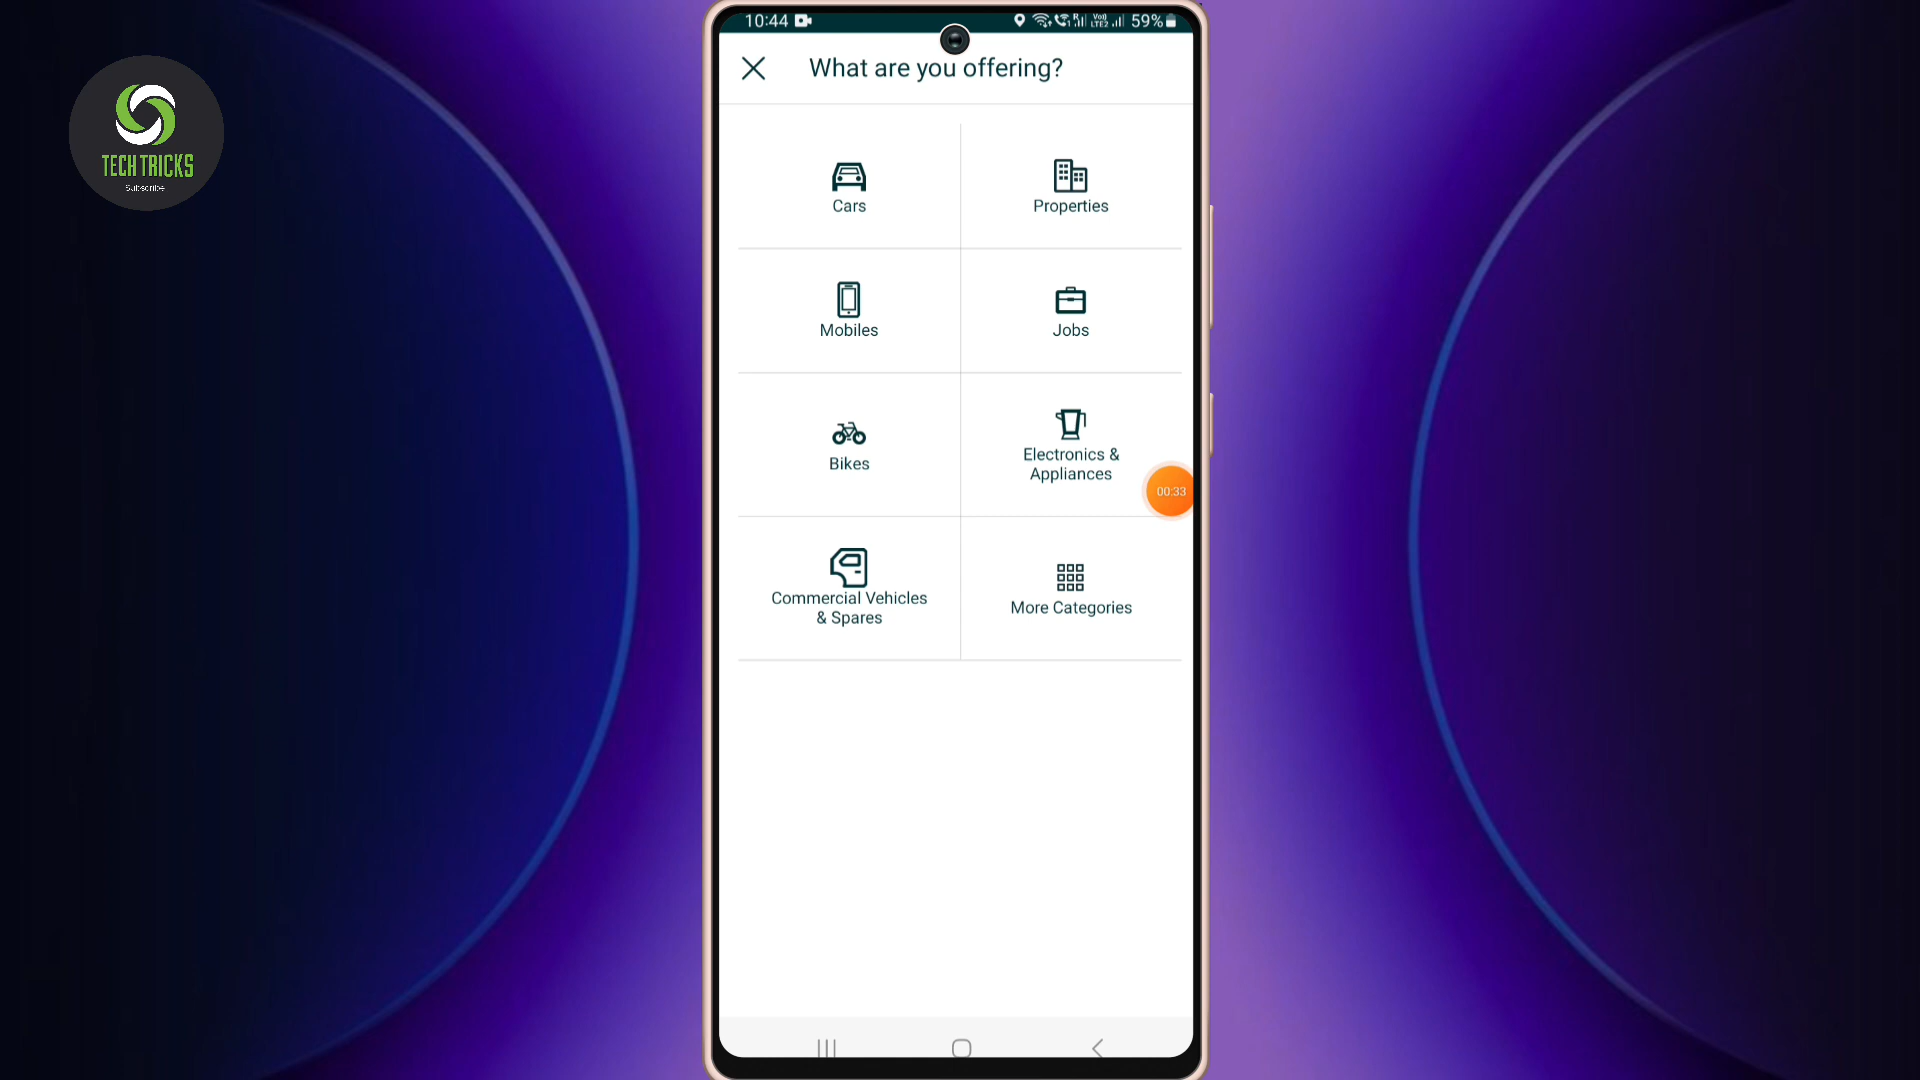 10:44
59%
What are you offering?
Cars
Properties
Mobiles
Jobs
Bikes
Electronics &
Appliances
00:33
Commercial Vehicles
& Spares
More Categories
TECH TRICKS
Subscribe